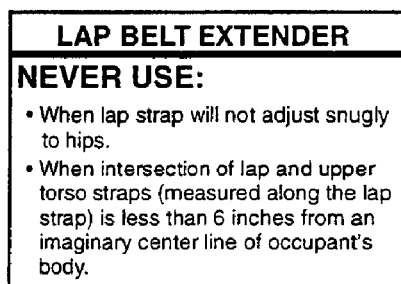 LAP BELT EXTENDER
NEVER USE:
• When lap strap will not adjust snugly
to hips.
• When intersection of lap and upper
torso straps (measured along the lap
strap) is less than 6 inches from an
imaginary center line of occupant's
body.